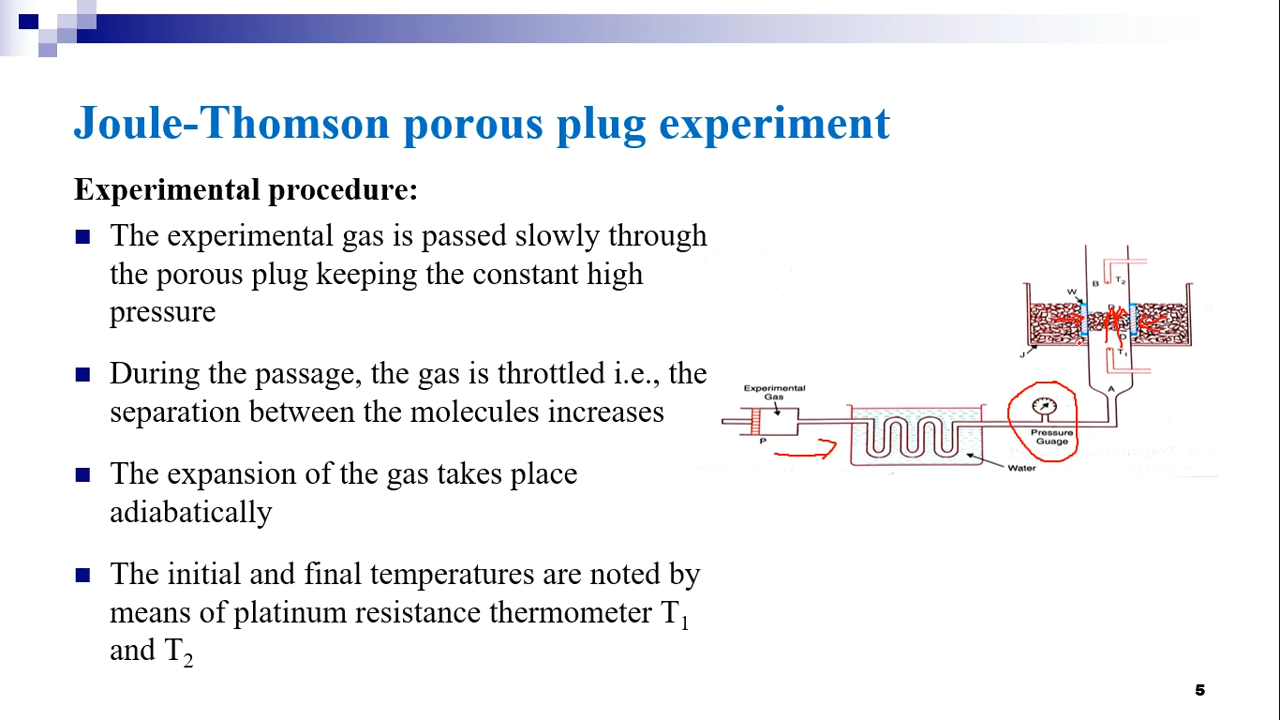 Joule-Thomson porous plug experiment
Experimental procedure:
The experimental gas is passed slowly through
the porous plug keeping the constant high
pressure
During the passage, the gas is throttled i.e., the
separation between the molecules increases
The expansion of the gas takes place
adiabatically
The initial and final temperatures are noted by
means of platinum resistance thermometer T₁
and T₂
B T₂
W
J
T₁
A
Experimental
Gas
P
Pressure
Guage
Water
5